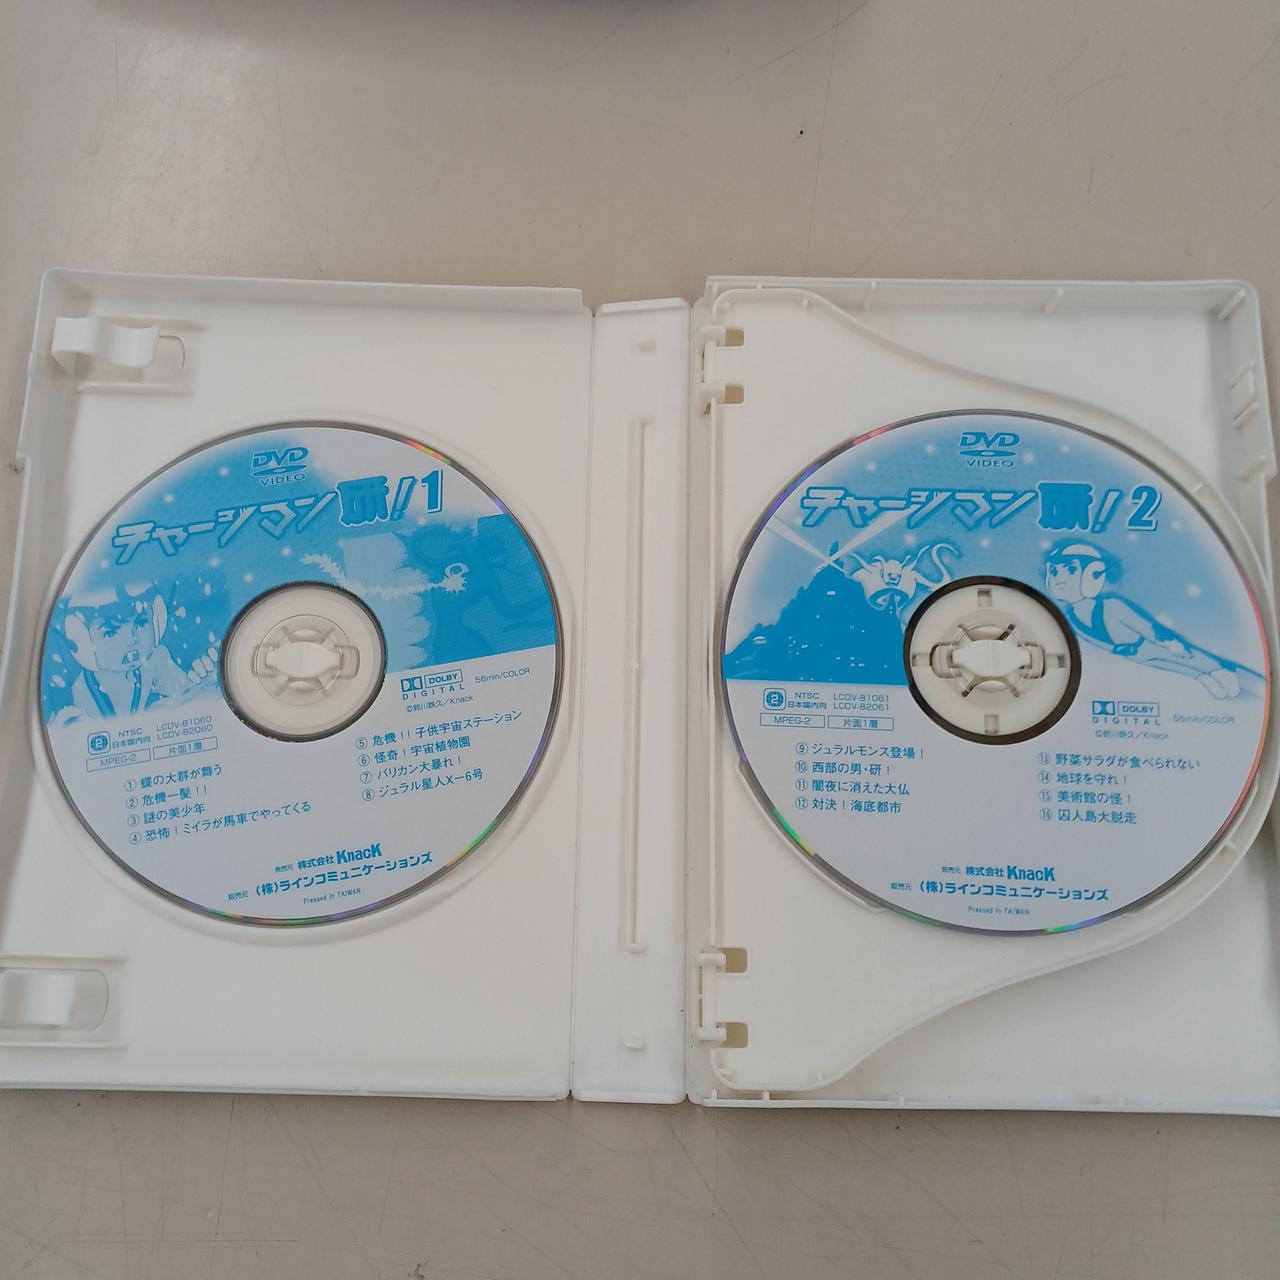 DVD
VIDEO
チャージマン研!1
NTSC
日本国内向
LCDV-81060
LCDV-82060
MPEG-2
片面1層
DOLBY
DIGITAL
56min/COLOR
©鈴川鉄久/Knack
① 蝶の大群が舞う
② 危機一髪!!
③ 謎の美少年
④ 恐怖!ミイラが馬車でやってくる
⑤ 危機!!子供宇宙ステーション
⑥ 怪奇!宇宙植物園
⑦ バリカン大暴れ!
⑧ ジュラル星人X-6号
発売元 株式会社 KnacK
販売元 (株)ラインコミュニケーションズ
Pressed in TAIWAN
DVD
VIDEO
チャージマン研!2
2
NTSC
日本国内向
LCDV-81061
LCDV-82061
MPEG-2
片面1層
DOLBY
DIGITAL
56min/COLOR
©鈴川鉄久/Knack
⑨ ジュラルモンス登場!
⑩ 西部の男・研!
⑪ 闇夜に消えた大仏
⑫ 対決!海底都市
⑬ 野菜サラダが食べられない
⑭ 地球を守れ!
⑮ 美術館の怪!
⑯ 囚人島大脱走
発売元 株式会社 KnacK
販売元 (株)ラインコミュニケーションズ
Pressed in TAIWAN